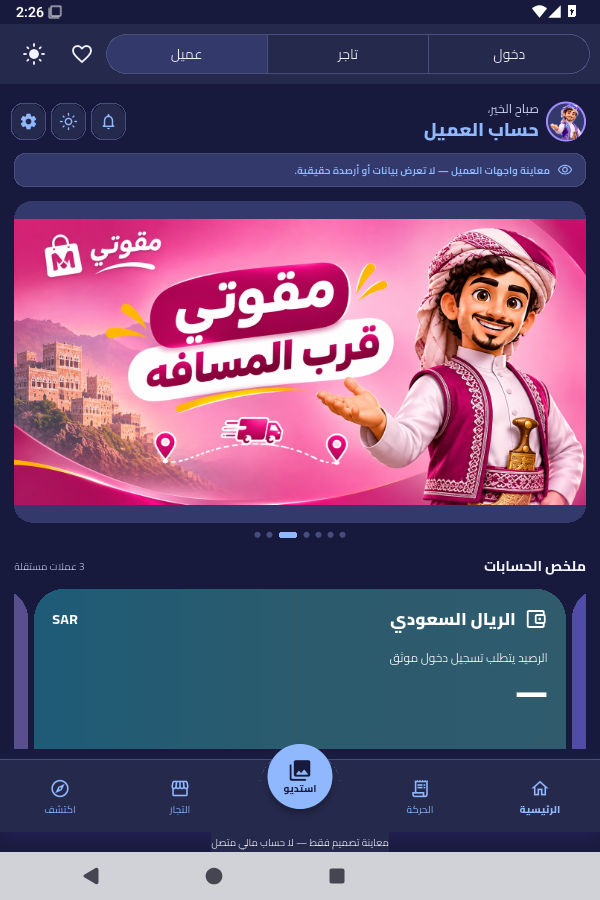 2:26
دخول
تاجر
عميل
صباح الخير،
حساب العميل
معاينة واجهات العميل — لا تعرض بيانات أو أرصدة حقيقية.
مقوتي
مقوتي
قرب المسافه
ملخص الحسابات
3 عملات مستقلة
الريال السعودي
SAR
الرصيد يتطلب تسجيل دخول موثق
—
الرئيسية
الحركة
استديو
التجار
اكتشف
معاينة تصميم فقط — لا حساب مالي متصل